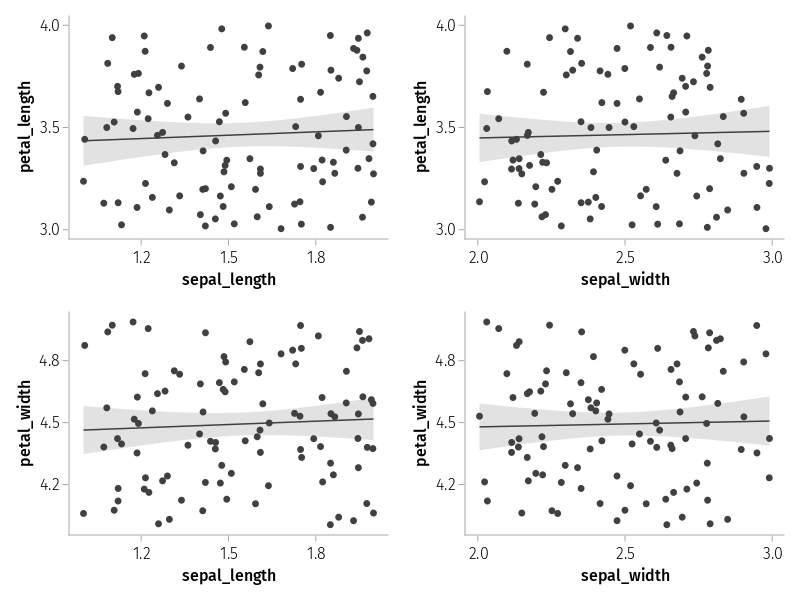 4.0
3.5
3.0
petal_length
1.2 1.5 1.8
sepal_length
4.0
3.5
3.0
petal_length
2.0 2.5 3.0
sepal_width
4.8
4.5
4.2
petal_width
1.2 1.5 1.8
sepal_length
4.8
4.5
4.2
petal_width
2.0 2.5 3.0
sepal_width